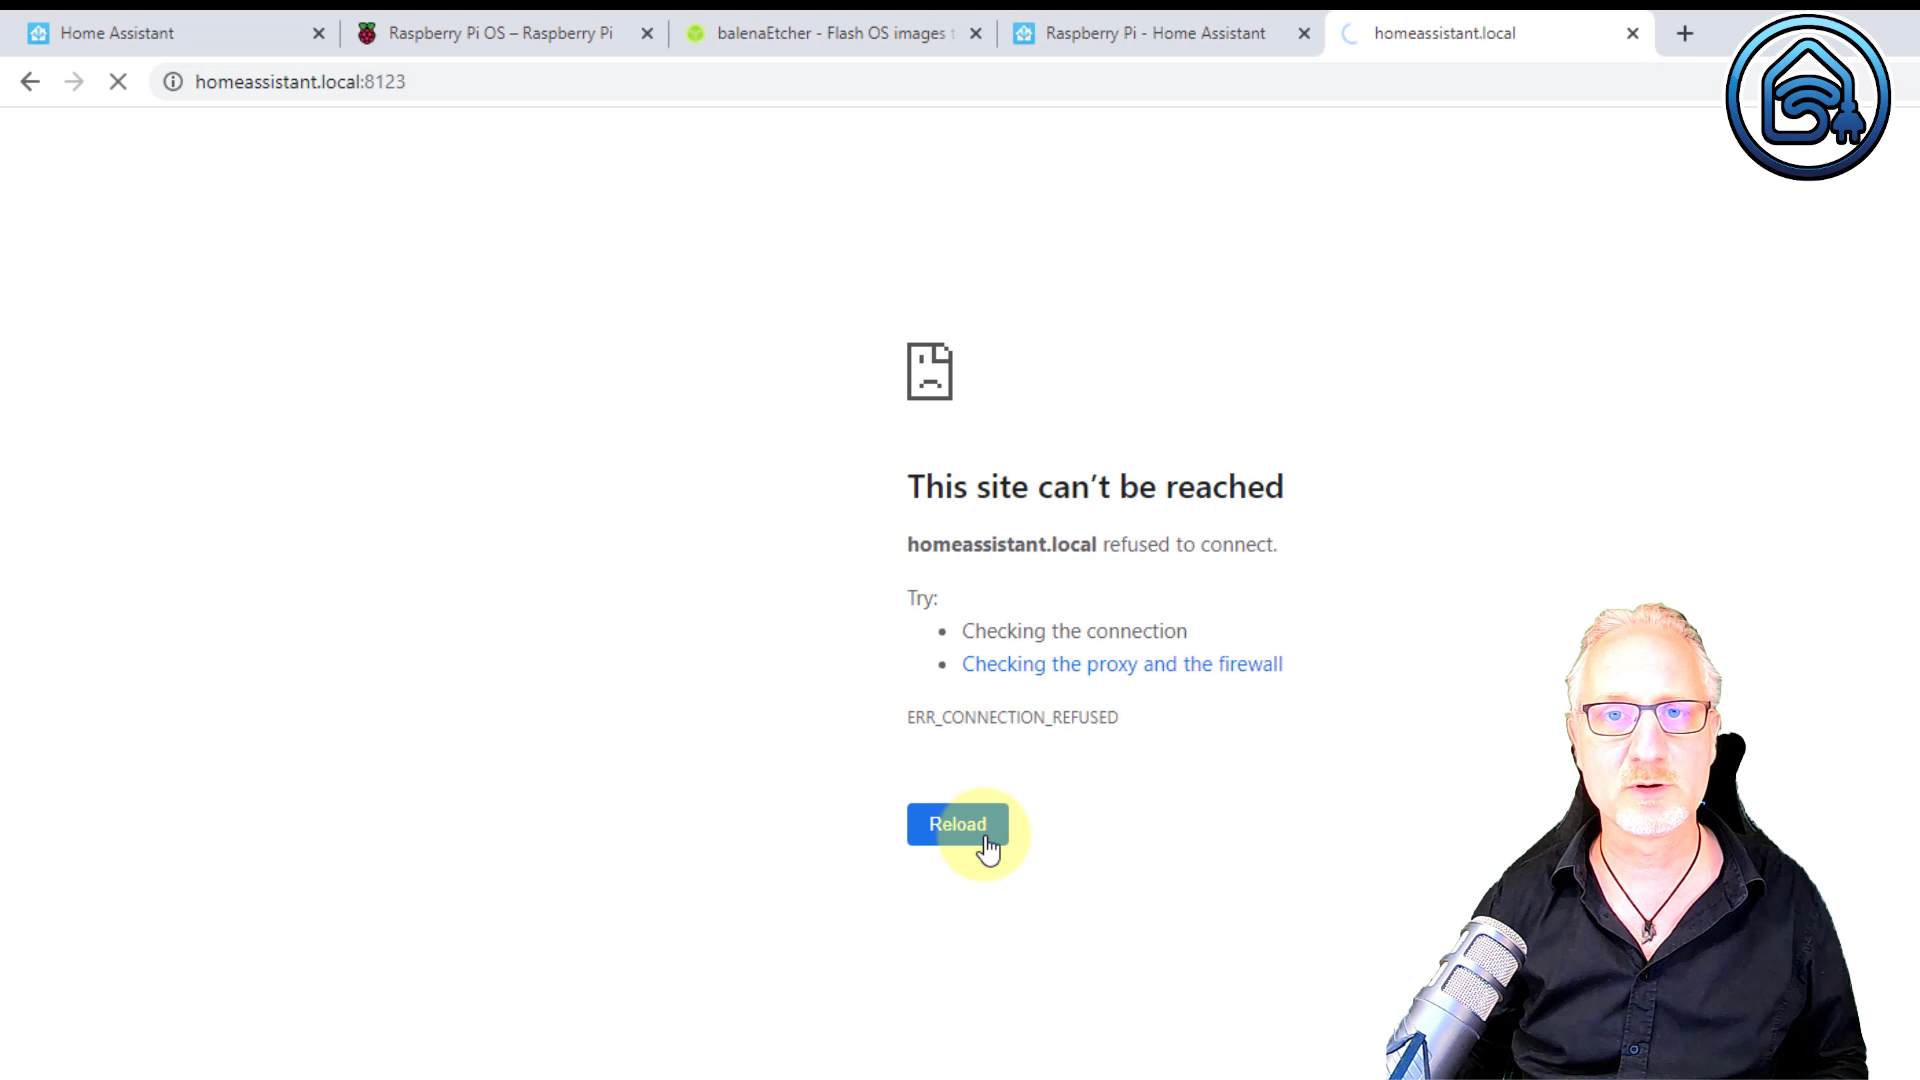 Home Assistant
Raspberry Pi OS – Raspberry Pi
balenaEtcher - Flash OS images t
Raspberry Pi - Home Assistant
homeassistant.local
homeassistant.local:8123
This site can't be reached
homeassistant.local refused to connect.
Try:
• Checking the connection
• Checking the proxy and the firewall
ERR_CONNECTION_REFUSED
Reload